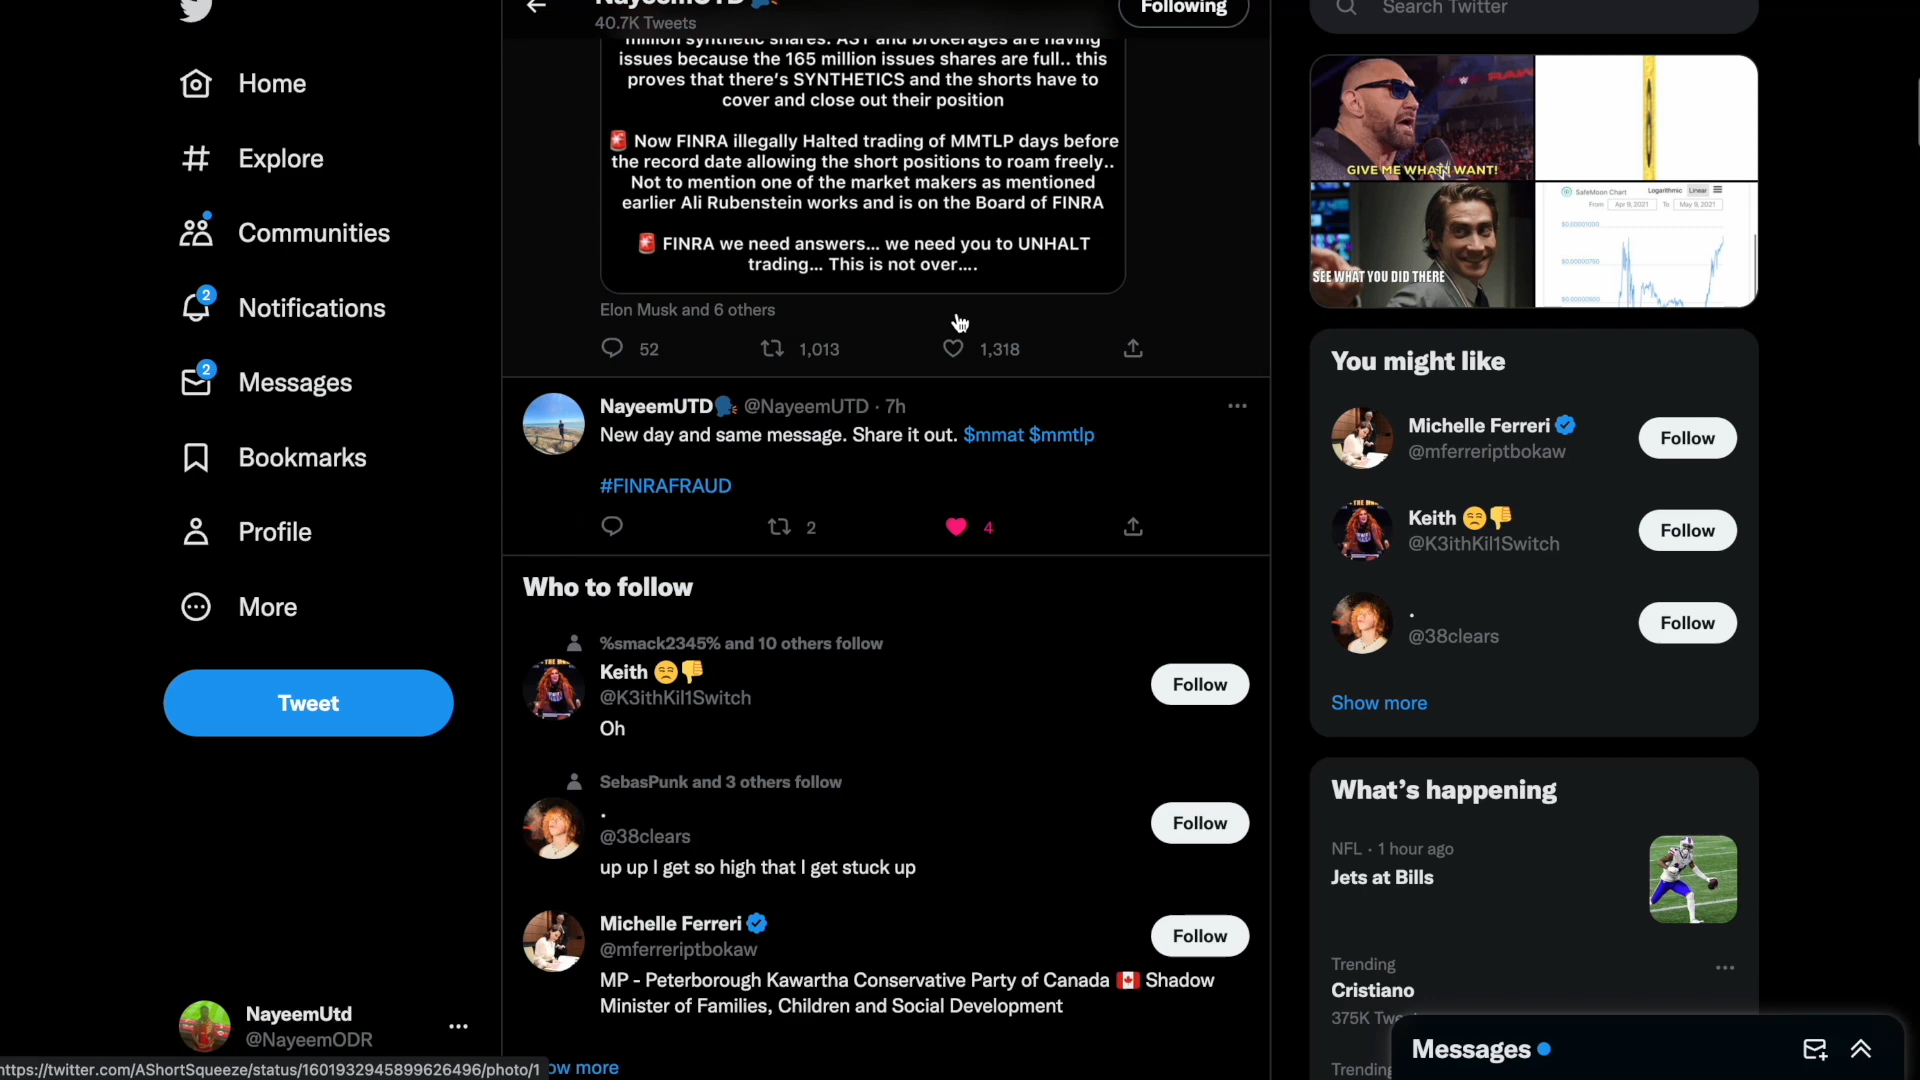 40.7K Tweets
Following
Search Twitter
million synthetic shares. AST and brokerages are having
issues because the 165 million issues shares are full.. this
proves that there's SYNTHETICS and the shorts have to
cover and close out their position
🚨 Now FINRA illegally Halted trading of MMTLP days before
the record date allowing the short positions to roam freely..
Not to mention one of the market makers as mentioned
earlier Ali Rubenstein works and is on the Board of FINRA
🚨 FINRA we need answers... we need you to UNHALT
trading... This is not over....
Elon Musk and 6 others
52
1,013
1,318
NayeemUTD🗣 @NayeemUTD · 7h
New day and same message. Share it out. $mmat $mmtlp
#FINRAFRAUD
2
4
Who to follow
%smack2345% and 10 others follow
Keith 😒👎
@K3ithKil1Switch
Oh
Follow
SebasPunk and 3 others follow
.
@38clears
up up I get so high that I get stuck up
Follow
Michelle Ferreri
@mferreriptbokaw
MP - Peterborough Kawartha Conservative Party of Canada 🇨🇦 Shadow
Minister of Families, Children and Social Development
Follow
ow more
Home
Explore
Communities
2
Notifications
2
Messages
Bookmarks
Profile
More
Tweet
NayeemUtd
@NayeemODR
https://twitter.com/AShortSqueeze/status/1601932945899626496/photo/1
RAW
GIVE ME WHAT I WANT!
SEE WHAT YOU DID THERE
SafeMoon Chart
Logarithmic Linear
From Apr 9, 2021 To May 9, 2021
You might like
Michelle Ferreri
@mferreriptbokaw
Follow
Keith 😒👎
@K3ithKil1Switch
Follow
.
@38clears
Follow
Show more
What's happening
NFL · 1 hour ago
Jets at Bills
Trending
Cristiano
375K Twe
Trending
Messages